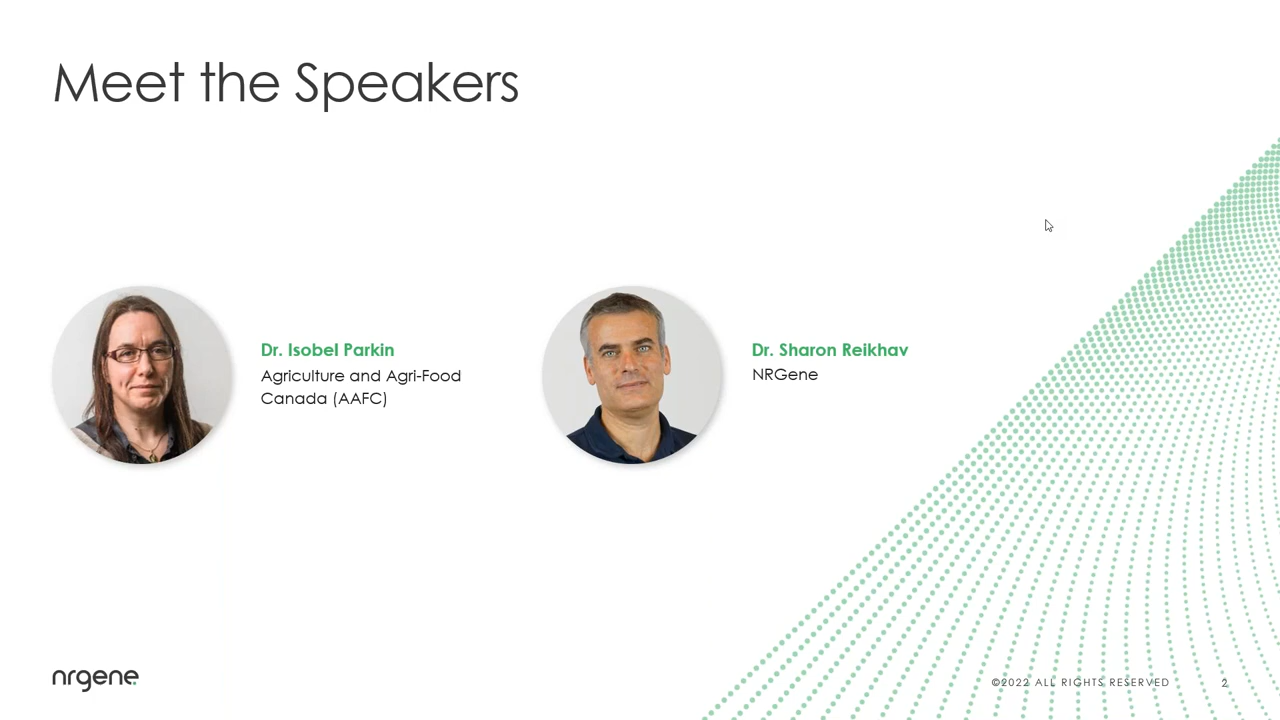 Meet the Speakers
Dr. Isobel Parkin
Agriculture and Agri-Food
Canada (AAFC)
Dr. Sharon Reikhav
NRGene
nrgene
©2022 ALL RIGHTS RESERVED
2